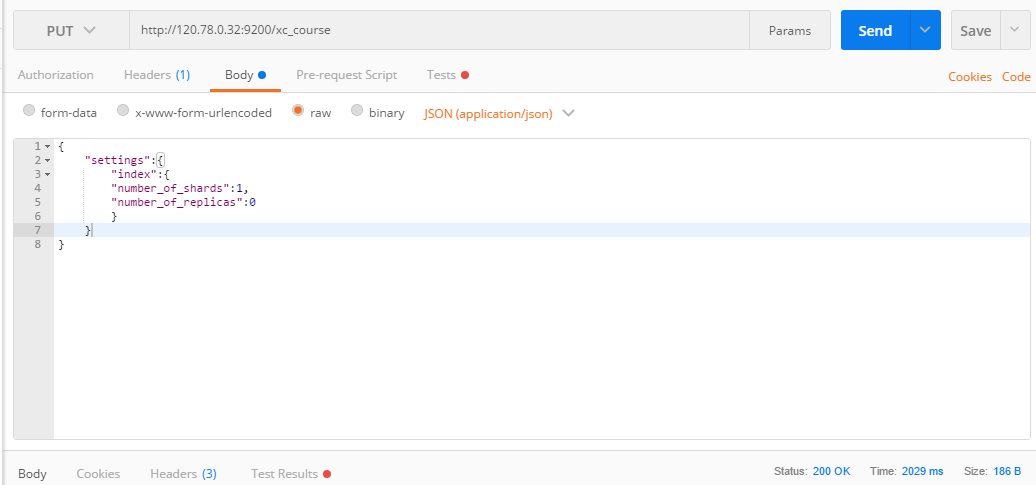 PUT http://120.78.0.32:9200/xc_course Params Send Save
Authorization Headers (1) Body Pre-request Script Tests Cookies Code
form-data x-www-form-urlencoded raw binary JSON (application/json)
1 {
2 "settings":{
3 "index":{
4 "number_of_shards":1,
5 "number_of_replicas":0
6 }
7 }
8 }
Body Cookies Headers (3) Test Results Status: 200 OK Time: 2029 ms Size: 186 B